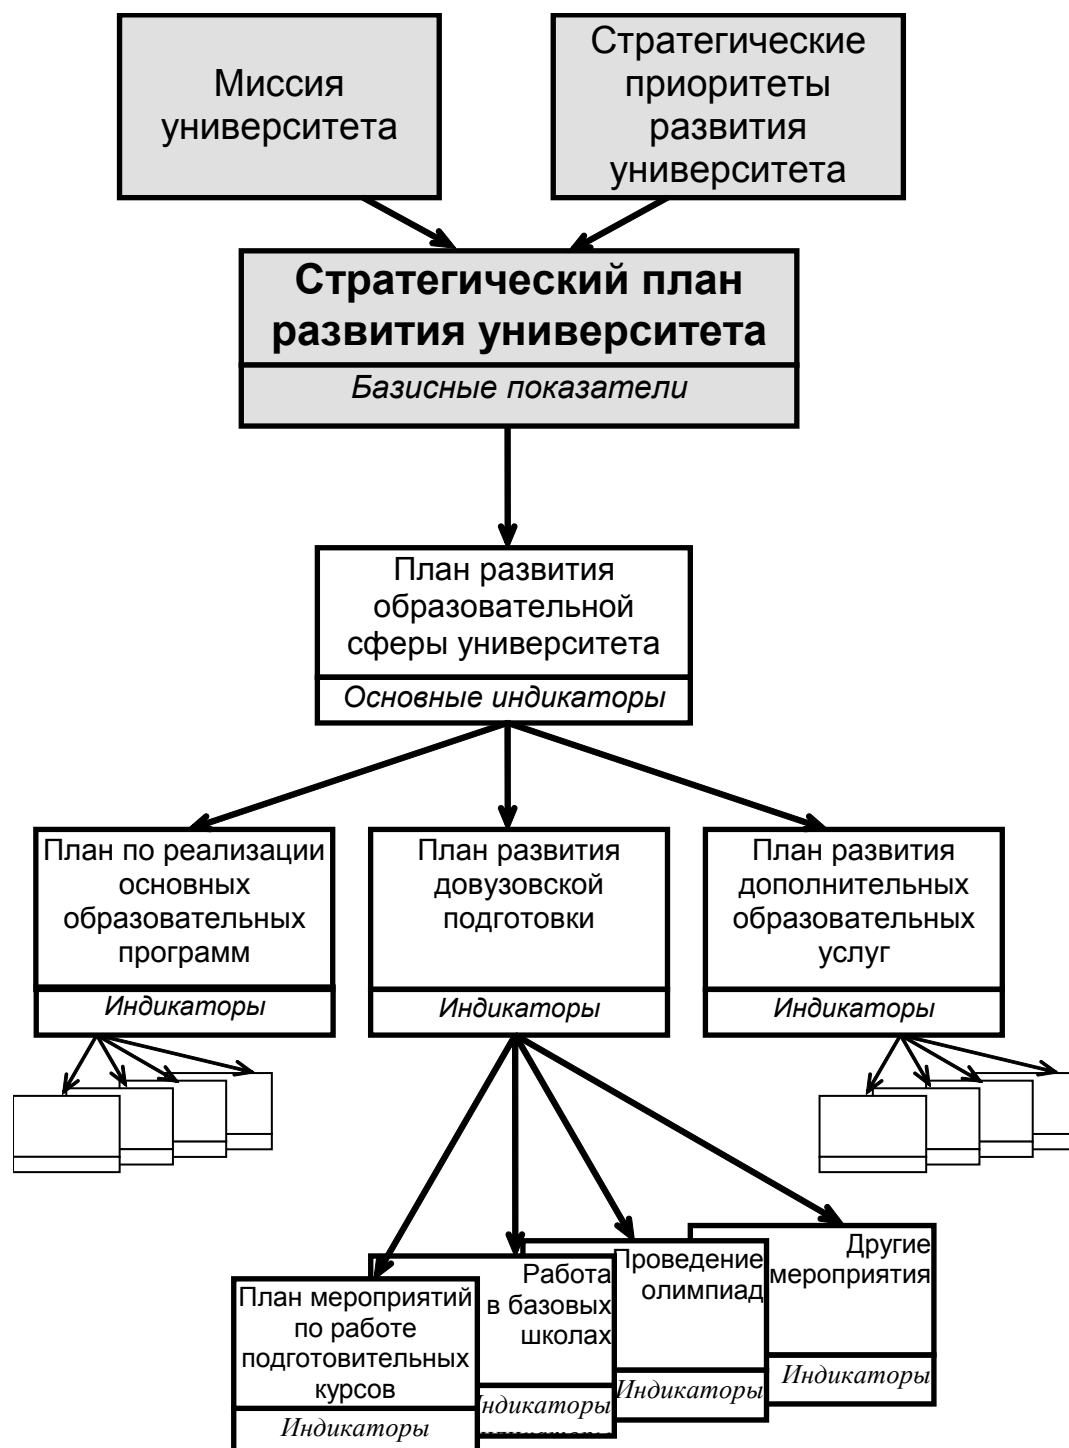 Миссия
университета
Стратегические
приоритеты
развития
университета
Стратегический план
развития университета
Базисные показатели
План развития
образовательной
сферы университета
Основные индикаторы
План по реализации
основных
образовательных
программ
Индикаторы
План развития
довузовской
подготовки
Индикаторы
План развития
дополнительных
образовательных
услуг
Индикаторы
План мероприятий
по работе
подготовительных
курсов
Индикаторы
Работа
в базовых
школах
Индикаторы
Проведение
олимпиад
Индикаторы
Другие
мероприятия
Индикаторы